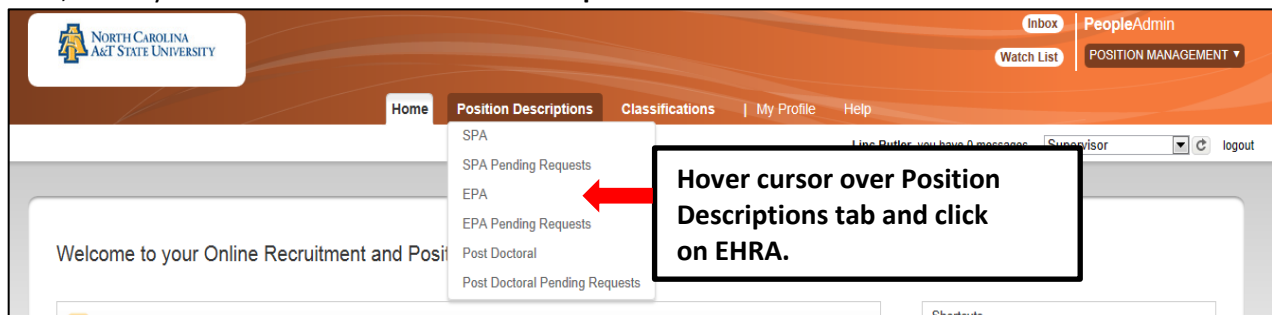 NORTH CAROLINA
A&T STATE UNIVERSITY
Inbox
PeopleAdmin
Watch List
POSITION MANAGEMENT
Home
Position Descriptions
Classifications
| My Profile
Help
you have 0 messages.
Supervisor
logout
SPA
SPA Pending Requests
EPA
EPA Pending Requests
Post Doctoral
Post Doctoral Pending Requests
Hover cursor over Position
Descriptions tab and click
on EHRA.
Welcome to your Online Recruitment and Posit
Shortcuts